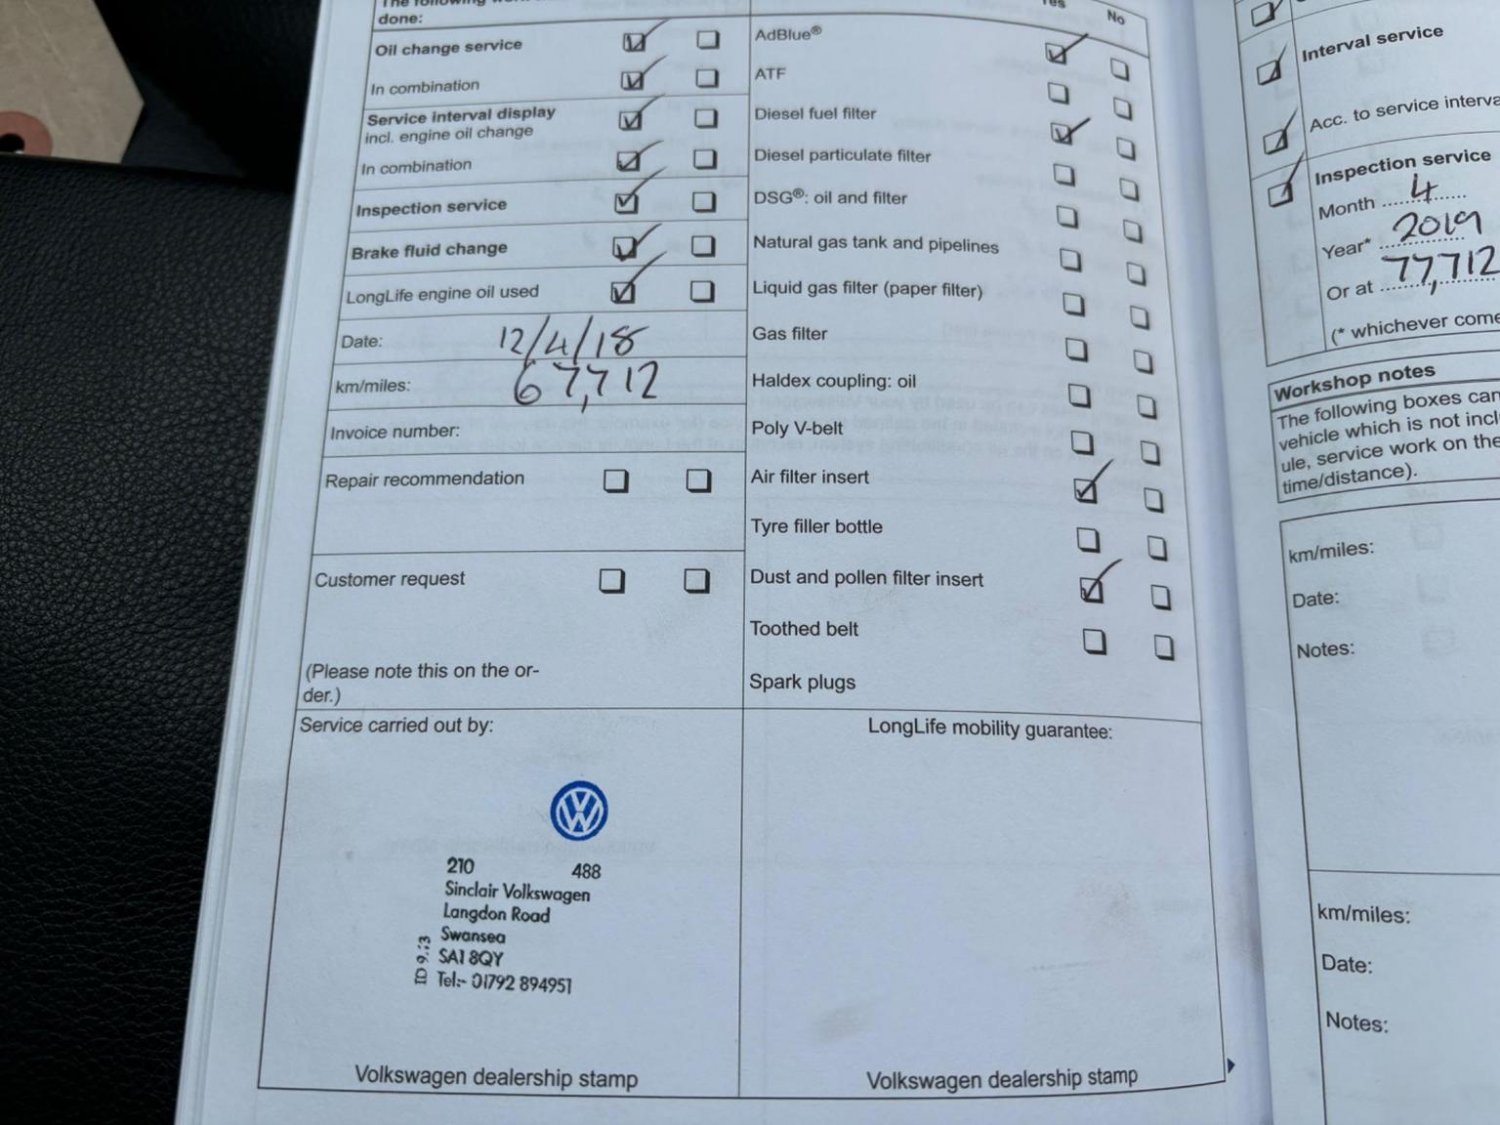 done:
Oil change service
In combination
Service interval display
incl. engine oil change
In combination
Inspection service
Brake fluid change
LongLife engine oil used
Date: 12/4/18
km/miles: 67,712
Invoice number:
Repair recommendation
Customer request
(Please note this on the or-
der.)
Service carried out by:
210 488
Sinclair Volkswagen
Langdon Road
Swansea
SA1 8QY
Tel:- 01792 894951
Volkswagen dealership stamp
Yes No
AdBlue®
ATF
Diesel fuel filter
Diesel particulate filter
DSG®: oil and filter
Natural gas tank and pipelines
Liquid gas filter (paper filter)
Gas filter
Haldex coupling: oil
Poly V-belt
Air filter insert
Tyre filler bottle
Dust and pollen filter insert
Toothed belt
Spark plugs
LongLife mobility guarantee:
Volkswagen dealership stamp
Interval service
Acc. to service interva
Inspection service
Month 4
Year* 2019
Or at 77,712
(* whichever come
Workshop notes
The following boxes can
vehicle which is not incl
ule, service work on the
time/distance).
km/miles:
Date:
Notes:
km/miles:
Date:
Notes: